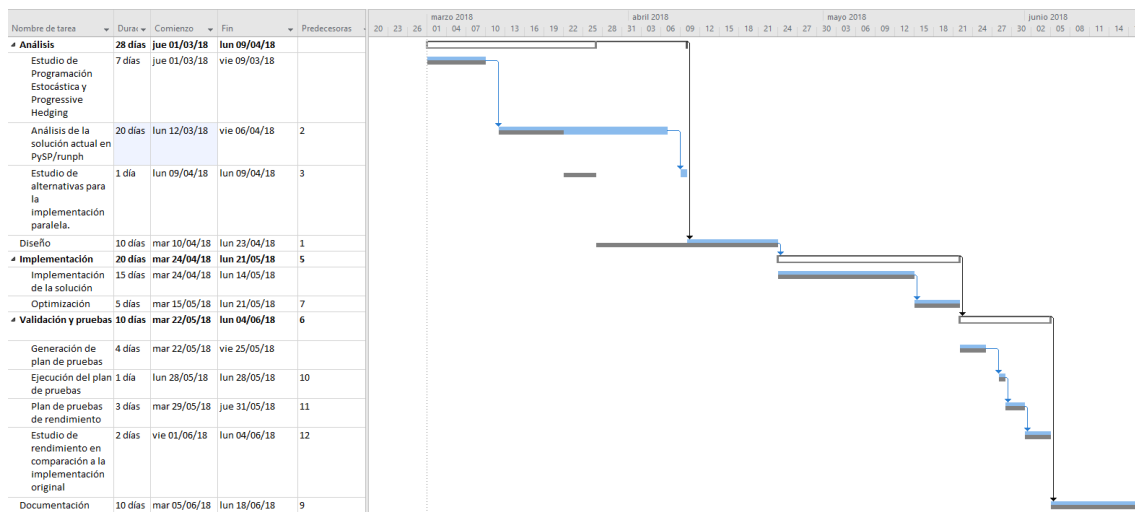 marzo 2018 abril 2018 mayo 2018 junio 2018
Nombre de tarea Durac Comienzo Fin Predecesoras 20 23 26 01 04 07 10 13 16 19 22 25 28 31 03 06 09 12 15 18 21 24 27 30 03 06 09 12 15 18 21 24 27 30 02 05 08 11 14
Análisis 28 días jue 01/03/18 lun 09/04/18
Estudio de 7 días jue 01/03/18 vie 09/03/18
Programación
Estocástica y
Progressive
Hedging
Análisis de la 20 días lun 12/03/18 vie 06/04/18 2
solución actual en
PySP/runph
Estudio de 1 día lun 09/04/18 lun 09/04/18 3
alternativas para
la
implementación
paralela.
Diseño 10 días mar 10/04/18 lun 23/04/18 1
Implementación 20 días mar 24/04/18 lun 21/05/18 5
Implementación 15 días mar 24/04/18 lun 14/05/18
de la solución
Optimización 5 días mar 15/05/18 lun 21/05/18 7
Validación y pruebas 10 días mar 22/05/18 lun 04/06/18 6
Generación de 4 días mar 22/05/18 vie 25/05/18
plan de pruebas
Ejecución del plan 1 día lun 28/05/18 lun 28/05/18 10
de pruebas
Plan de pruebas 3 días mar 29/05/18 jue 31/05/18 11
de rendimiento
Estudio de 2 días vie 01/06/18 lun 04/06/18 12
rendimiento en
comparación a la
implementación
original
Documentación 10 días mar 05/06/18 lun 18/06/18 9